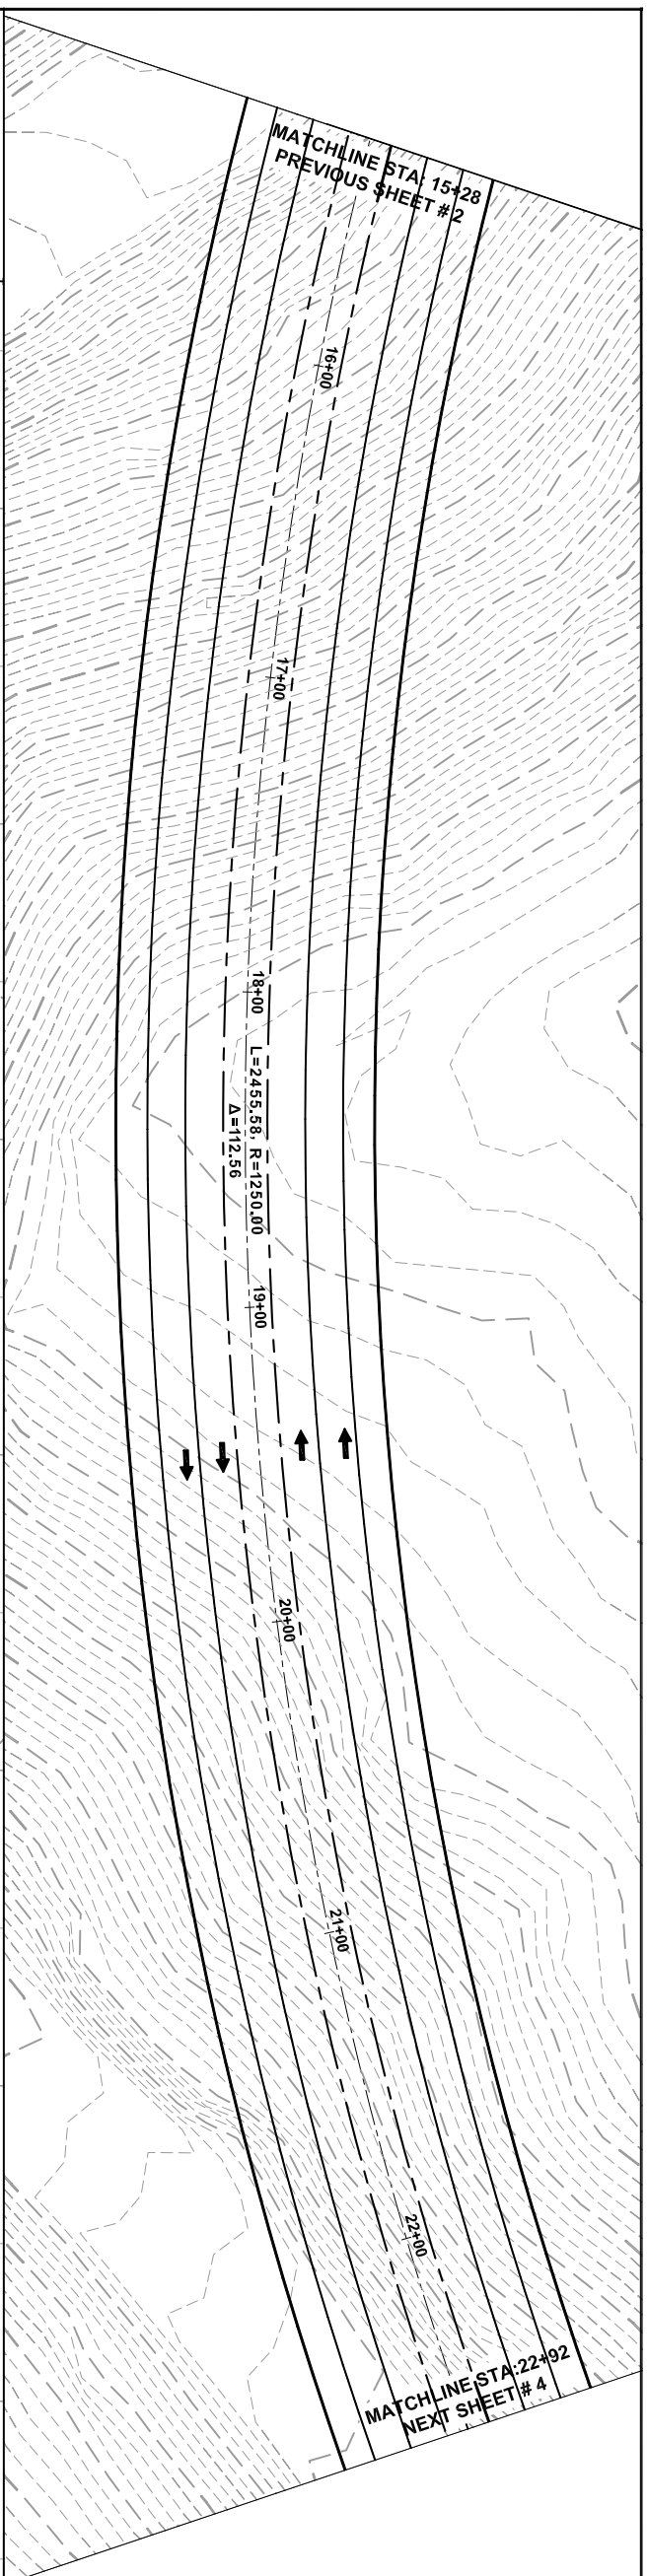 MATCHLINE STA: 15+28
PREVIOUS SHEET # 2
16+00
17+00
18+00
L=2455.58, R=1250.00
Δ=112.56
19+00
20+00
21+00
22+00
MATCHLINE STA:22+92
NEXT SHEET # 4